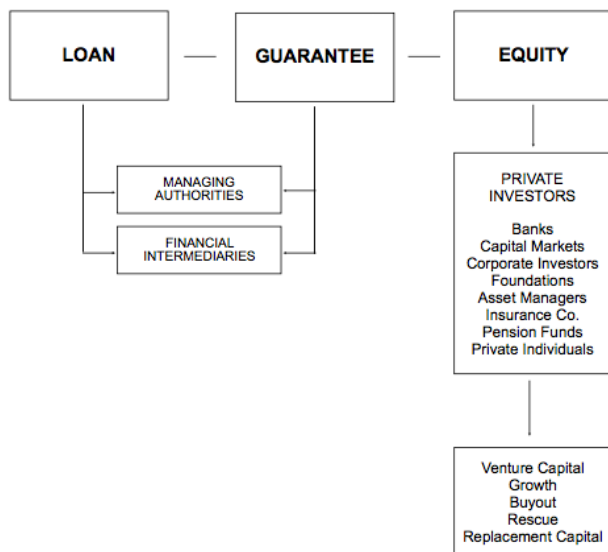 LOAN
GUARANTEE
EQUITY
MANAGING
AUTHORITIES
FINANCIAL
INTERMEDIARIES
PRIVATE
INVESTORS
Banks
Capital Markets
Corporate Investors
Foundations
Asset Managers
Insurance Co.
Pension Funds
Private Individuals
Venture Capital
Growth
Buyout
Rescue
Replacement Capital